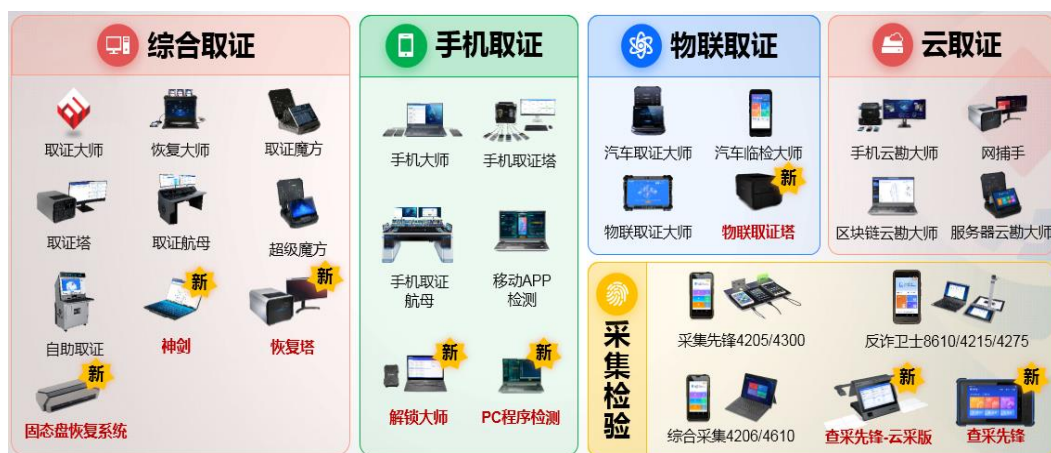 综合取证
取证大师
恢复大师
取证魔方
取证塔
取证航母
超级魔方
自助取证
新
神剑
新
恢复塔
新
固态盘恢复系统
手机取证
手机大师
手机取证塔
手机取证
航母
移动APP
检测
新
解锁大师
新
PC程序检测
物联取证
汽车取证大师
汽车临检大师
物联取证大师
新
物联取证塔
云取证
手机云勘大师
网捕手
区块链云勘大师
服务器云勘大师
采集检验
采集先锋4205/4300
反诈卫士8610/4215/4275
综合采集4206/4610
新
查采先锋-云采版
新
查采先锋